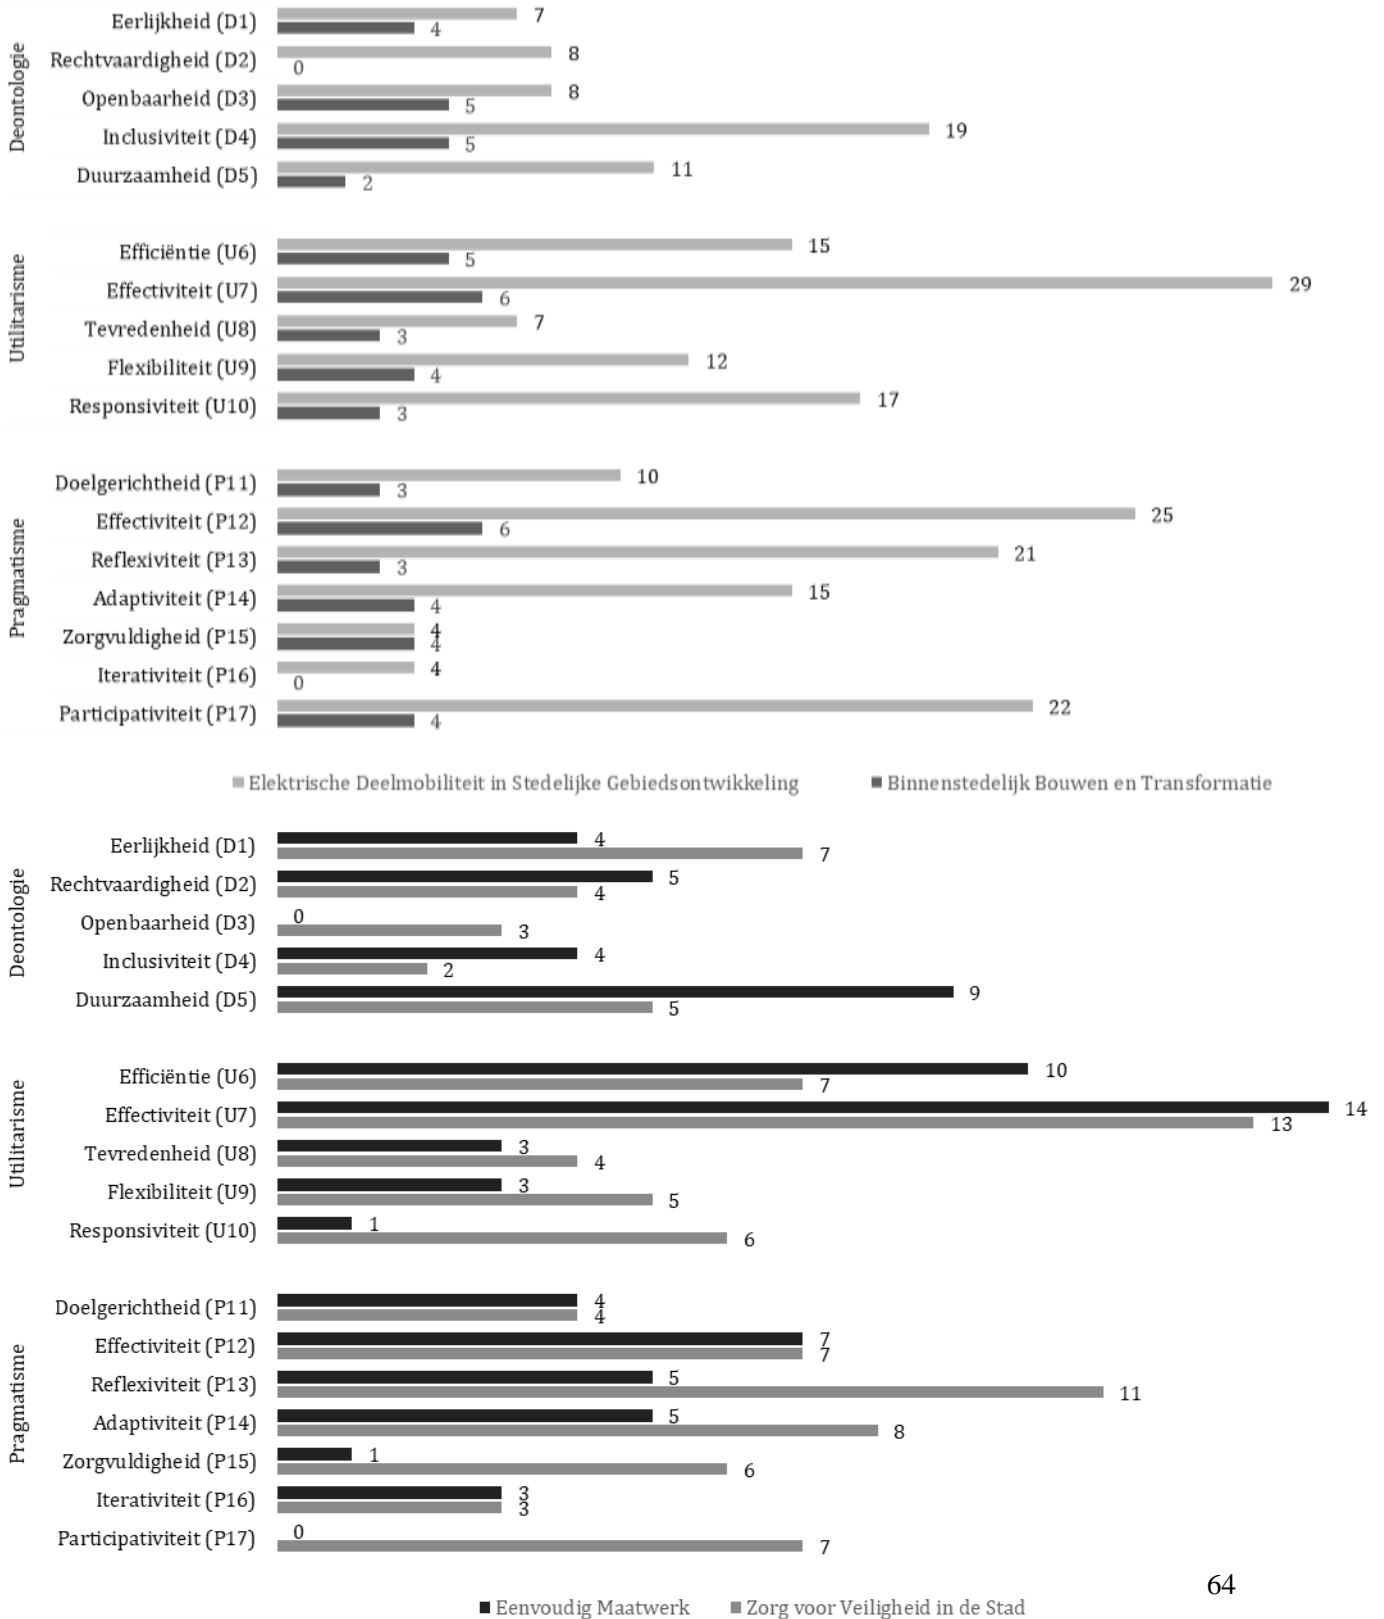 Deontologie
Eerlijkheid (D1) 7
4
Rechtvaardigheid (D2) 8
0
Openbaarheid (D3) 8
5
Inclusiviteit (D4) 19
5
Duurzaamheid (D5) 11
2
Utilitarisme
Efficiëntie (U6) 15
5
Effectiviteit (U7) 29
6
Tevredenheid (U8) 7
3
Flexibiliteit (U9) 12
4
Responsiviteit (U10) 17
3
Pragmatisme
Doelgerichtheid (P11) 10
3
Effectiviteit (P12) 25
6
Reflexiviteit (P13) 21
3
Adaptiviteit (P14) 15
4
Zorgvuldigheid (P15) 4
4
Iterativiteit (P16) 4
0
Participativiteit (P17) 22
4
Elektrische Deelmobiliteit in Stedelijke Gebiedsontwikkeling Binnenstedelijk Bouwen en Transformatie
Deontologie
Eerlijkheid (D1) 4
7
Rechtvaardigheid (D2) 5
4
Openbaarheid (D3) 0
3
Inclusiviteit (D4) 4
2
Duurzaamheid (D5) 9
5
Utilitarisme
Efficiëntie (U6) 10
7
Effectiviteit (U7) 14
13
Tevredenheid (U8) 3
4
Flexibiliteit (U9) 3
5
Responsiviteit (U10) 1
6
Pragmatisme
Doelgerichtheid (P11) 4
4
Effectiviteit (P12) 7
7
Reflexiviteit (P13) 5
11
Adaptiviteit (P14) 5
8
Zorgvuldigheid (P15) 1
6
Iterativiteit (P16) 3
3
Participativiteit (P17) 0
7
64
Eenvoudig Maatwerk Zorg voor Veiligheid in de Stad